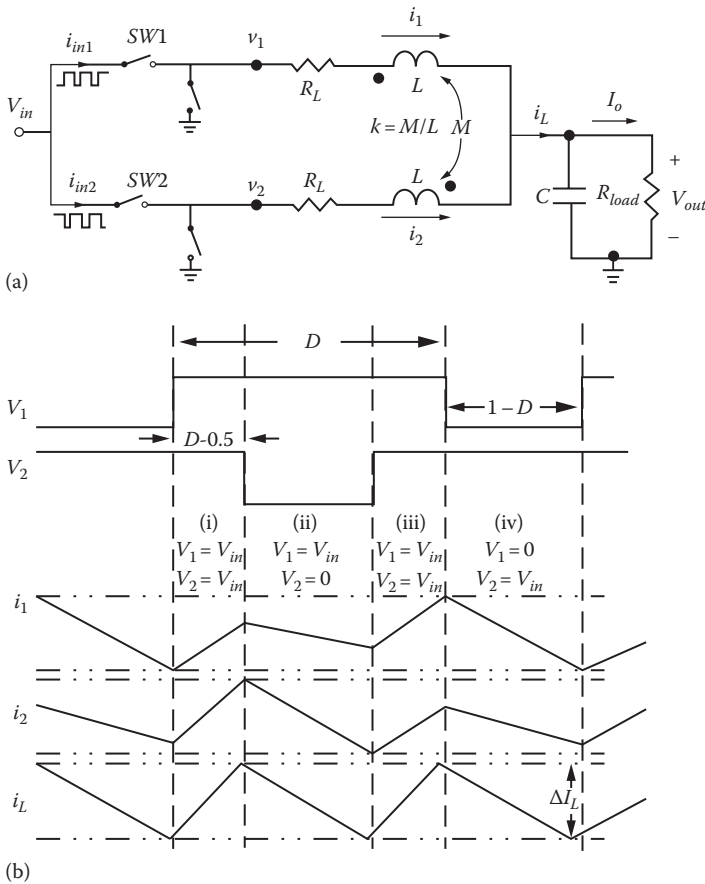 SW1
i_in1
v_1
i_1
R_L
L
V_in
k = M/L M
i_L
I_o
SW2
i_in2
v_2
R_L
L
i_2
C
R_load
+
V_out
−
(a)
D
V_1
1 – D
D-0.5
V_2
(i) (ii) (iii) (iv)
V_1 = V_in V_1 = V_in V_1 = V_in V_1 = 0
V_2 = V_in V_2 = 0 V_2 = V_in V_2 = V_in
i_1
i_2
i_L
ΔI_L
(b)